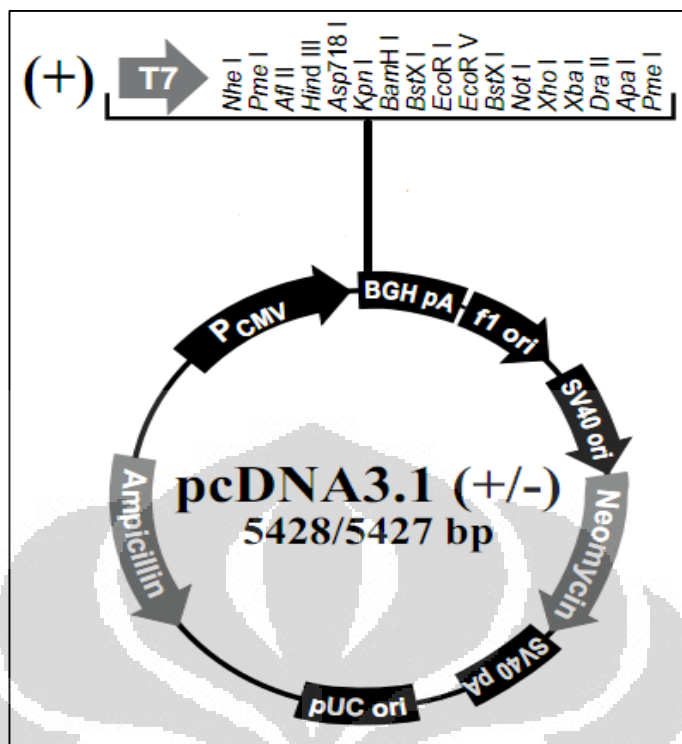 (+)
T7
Nhe I
Pme I
Afl II
Hind III
Asp718 I
Kpn I
BamH I
BstX I
EcoR I
EcoR V
BstX I
Not I
Xho I
Xba I
Dra II
Apa I
Pme I
PCMV
BGH pA
f1 ori
SV40 ori
Neomycin
SV40 pA
pUC ori
Ampicillin
pcDNA3.1 (+/-)
5428/5427 bp